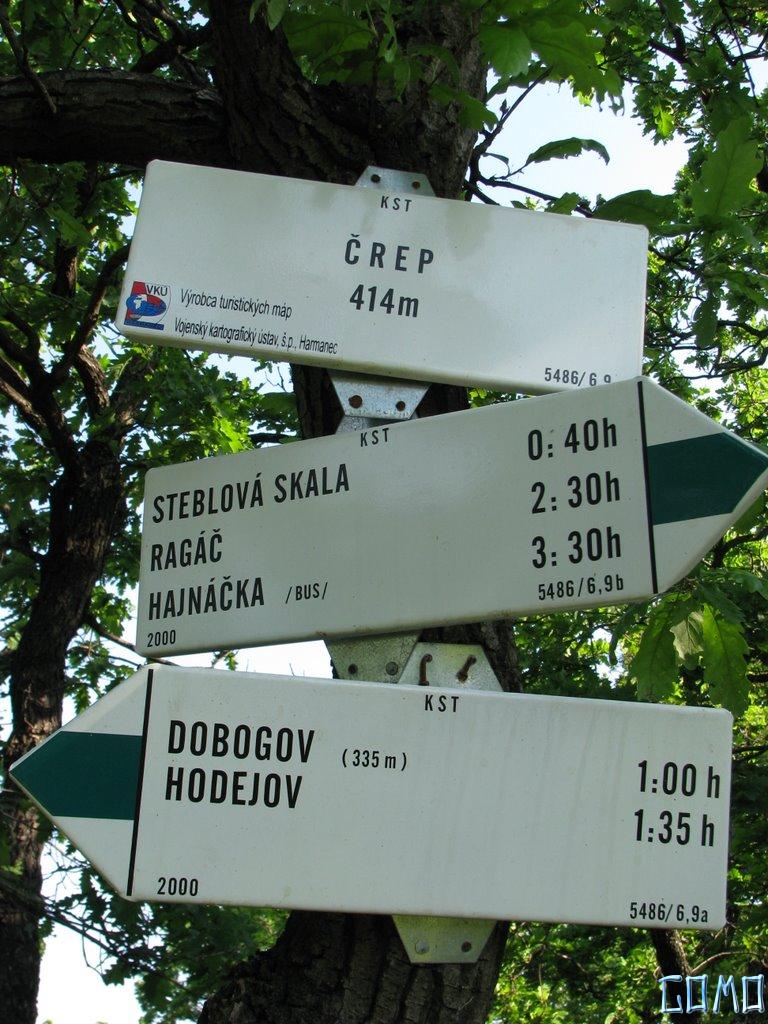 KST
ČREP
414m
VKÚ
Výrobca turistických máp
Vojenský kartografický ústav, š.p., Harmanec
5486/6,9
KST
STEBLOVÁ SKALA 0:40h
RAGÁČ 2:30h
HAJNÁČKA /BUS/ 3:30h
2000 5486/6,9b
KST
DOBOGOV (335 m) 1:00 h
HODEJOV 1:35 h
2000 5486/6,9a
GOMO